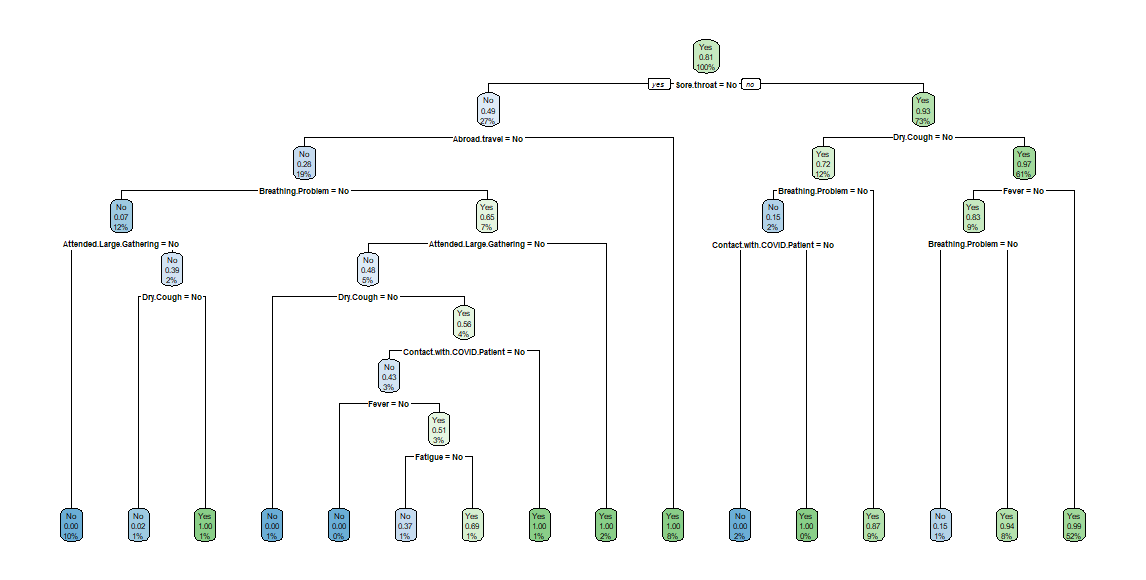 Yes
0.81
100%
yes
Sore.throat = No
no
No
0.49
27%
Yes
0.93
73%
Abroad.travel = No
Dry.Cough = No
No
0.28
19%
Yes
0.72
12%
Yes
0.97
61%
Breathing.Problem = No
Breathing.Problem = No
Fever = No
No
0.07
12%
Yes
0.65
7%
No
0.15
2%
Yes
0.83
9%
Attended.Large.Gathering = No
Attended.Large.Gathering = No
Contact.with.COVID.Patient = No
Breathing.Problem = No
No
0.39
2%
No
0.46
5%
Dry.Cough = No
Dry.Cough = No
Yes
0.56
4%
Contact.with.COVID.Patient = No
No
0.43
3%
Fever = No
Yes
0.51
3%
Fatigue = No
No
0.00
10%
No
0.02
1%
Yes
1.00
1%
No
0.00
1%
No
0.00
0%
No
0.37
1%
Yes
0.69
1%
Yes
1.00
1%
Yes
1.00
2%
Yes
1.00
8%
No
0.00
2%
Yes
1.00
0%
Yes
0.87
9%
No
0.15
1%
Yes
0.94
8%
Yes
0.99
52%